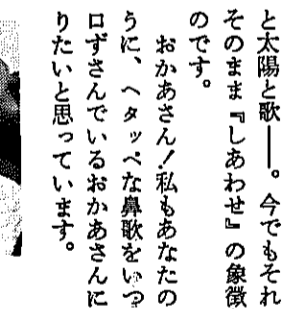 と太陽と歌――。今でもそれ
そのまま『しあわせ』の象徴
のです。
おかあさん！私もあなたの
うに、ヘタッペな鼻歌をいつ
口ずさんでいるおかあさんに
りたいと思っています。